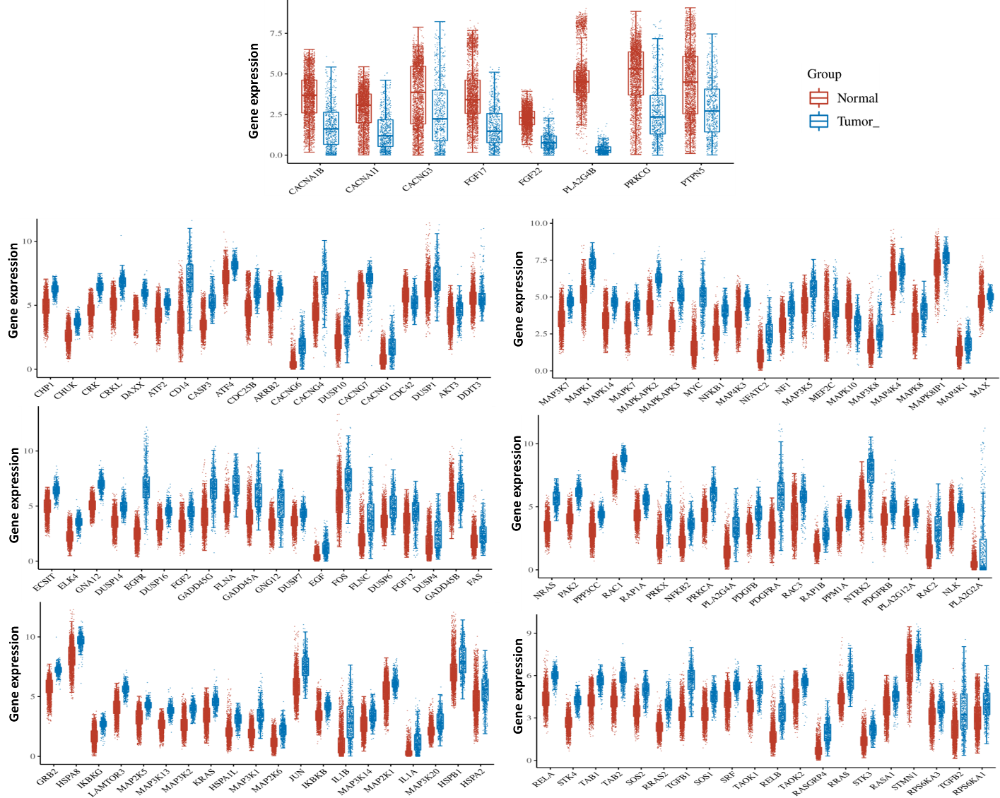 Gene expression
7.5
5.0
2.5
0.0
CACNA1B
CACNA1I
CACNG3
FGF17
FGF22
PLA2G4B
PRKCG
PTPN5
Group
Normal
Tumor_
Gene expression
10
5
0
CHP1
CHUK
CRK
CRKL
DAXX
ATF2
CD14
CASP3
ATF4
CDC25B
ARRB2
CACNG6
CACNG4
DUSP10
CACNG7
CACNG1
CDC42
DUSP1
AKT3
DDIT3
Gene expression
10.0
7.5
5.0
2.5
0.0
MAP3K7
MAPK1
MAPK14
MAPK7
MAPKAPK2
MAPKAPK3
MYC
NFKB1
MAP4K3
NFATC2
NF1
MAP3K5
MEF2C
MAPK10
MAP3K8
MAP4K4
MAPK8
MAPK8IP1
MAP4K1
MAX
Gene expression
10
5
0
ECSIT
ELK4
GNA12
DUSP14
EGFR
DUSP16
FGF2
GADD45G
FLNA
GADD45A
GNG12
DUSP7
EGF
FOS
FLNC
DUSP6
FGF12
DUSP4
GADD45B
FAS
Gene expression
10
5
0
NRAS
PAK2
PPP3CC
RAC1
RAP1A
PRKX
NFKB2
PRKCA
PLA2G4A
PDGFB
PDGFRA
RAC3
RAP1B
PPM1A
NTRK2
PDGFRB
PLA2G12A
RAC2
NLK
PLA2G2A
Gene expression
10
5
0
GRB2
HSPA8
IKBKG
LAMTOR3
MAP2K5
MAP3K13
MAP3K2
KRAS
HSPA1L
MAP3K1
MAP2K6
JUN
IKBKB
IL1B
MAP3K14
MAP2K1
IL1A
MAP3K20
HSPB1
HSPA2
Gene expression
9
6
3
0
RELA
STK4
TAB1
TAB2
SOS2
RRAS2
TGFB1
SOS1
SRF
TAOK1
RELB
TAOK2
RASGRP4
RRAS
STK3
RASA1
STMN1
RPS6KA3
TGFB2
RPS6KA1